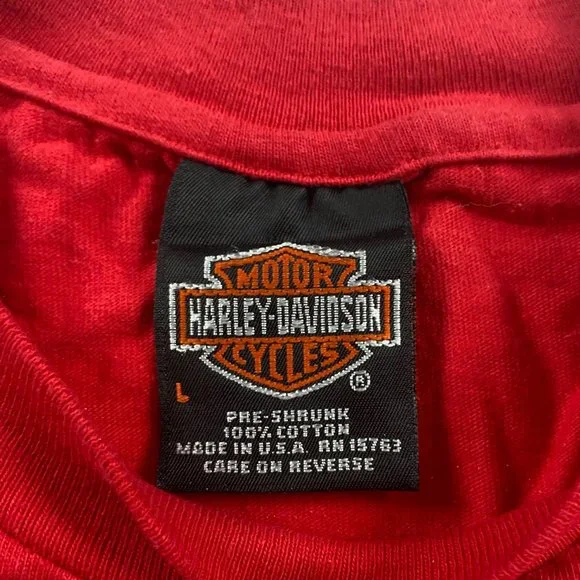 MOTOR
HARLEY-DAVIDSON
CYCLES
®
L
PRE-SHRUNK
100% COTTON
MADE IN U.S.A. RN 15763
CARE ON REVERSE